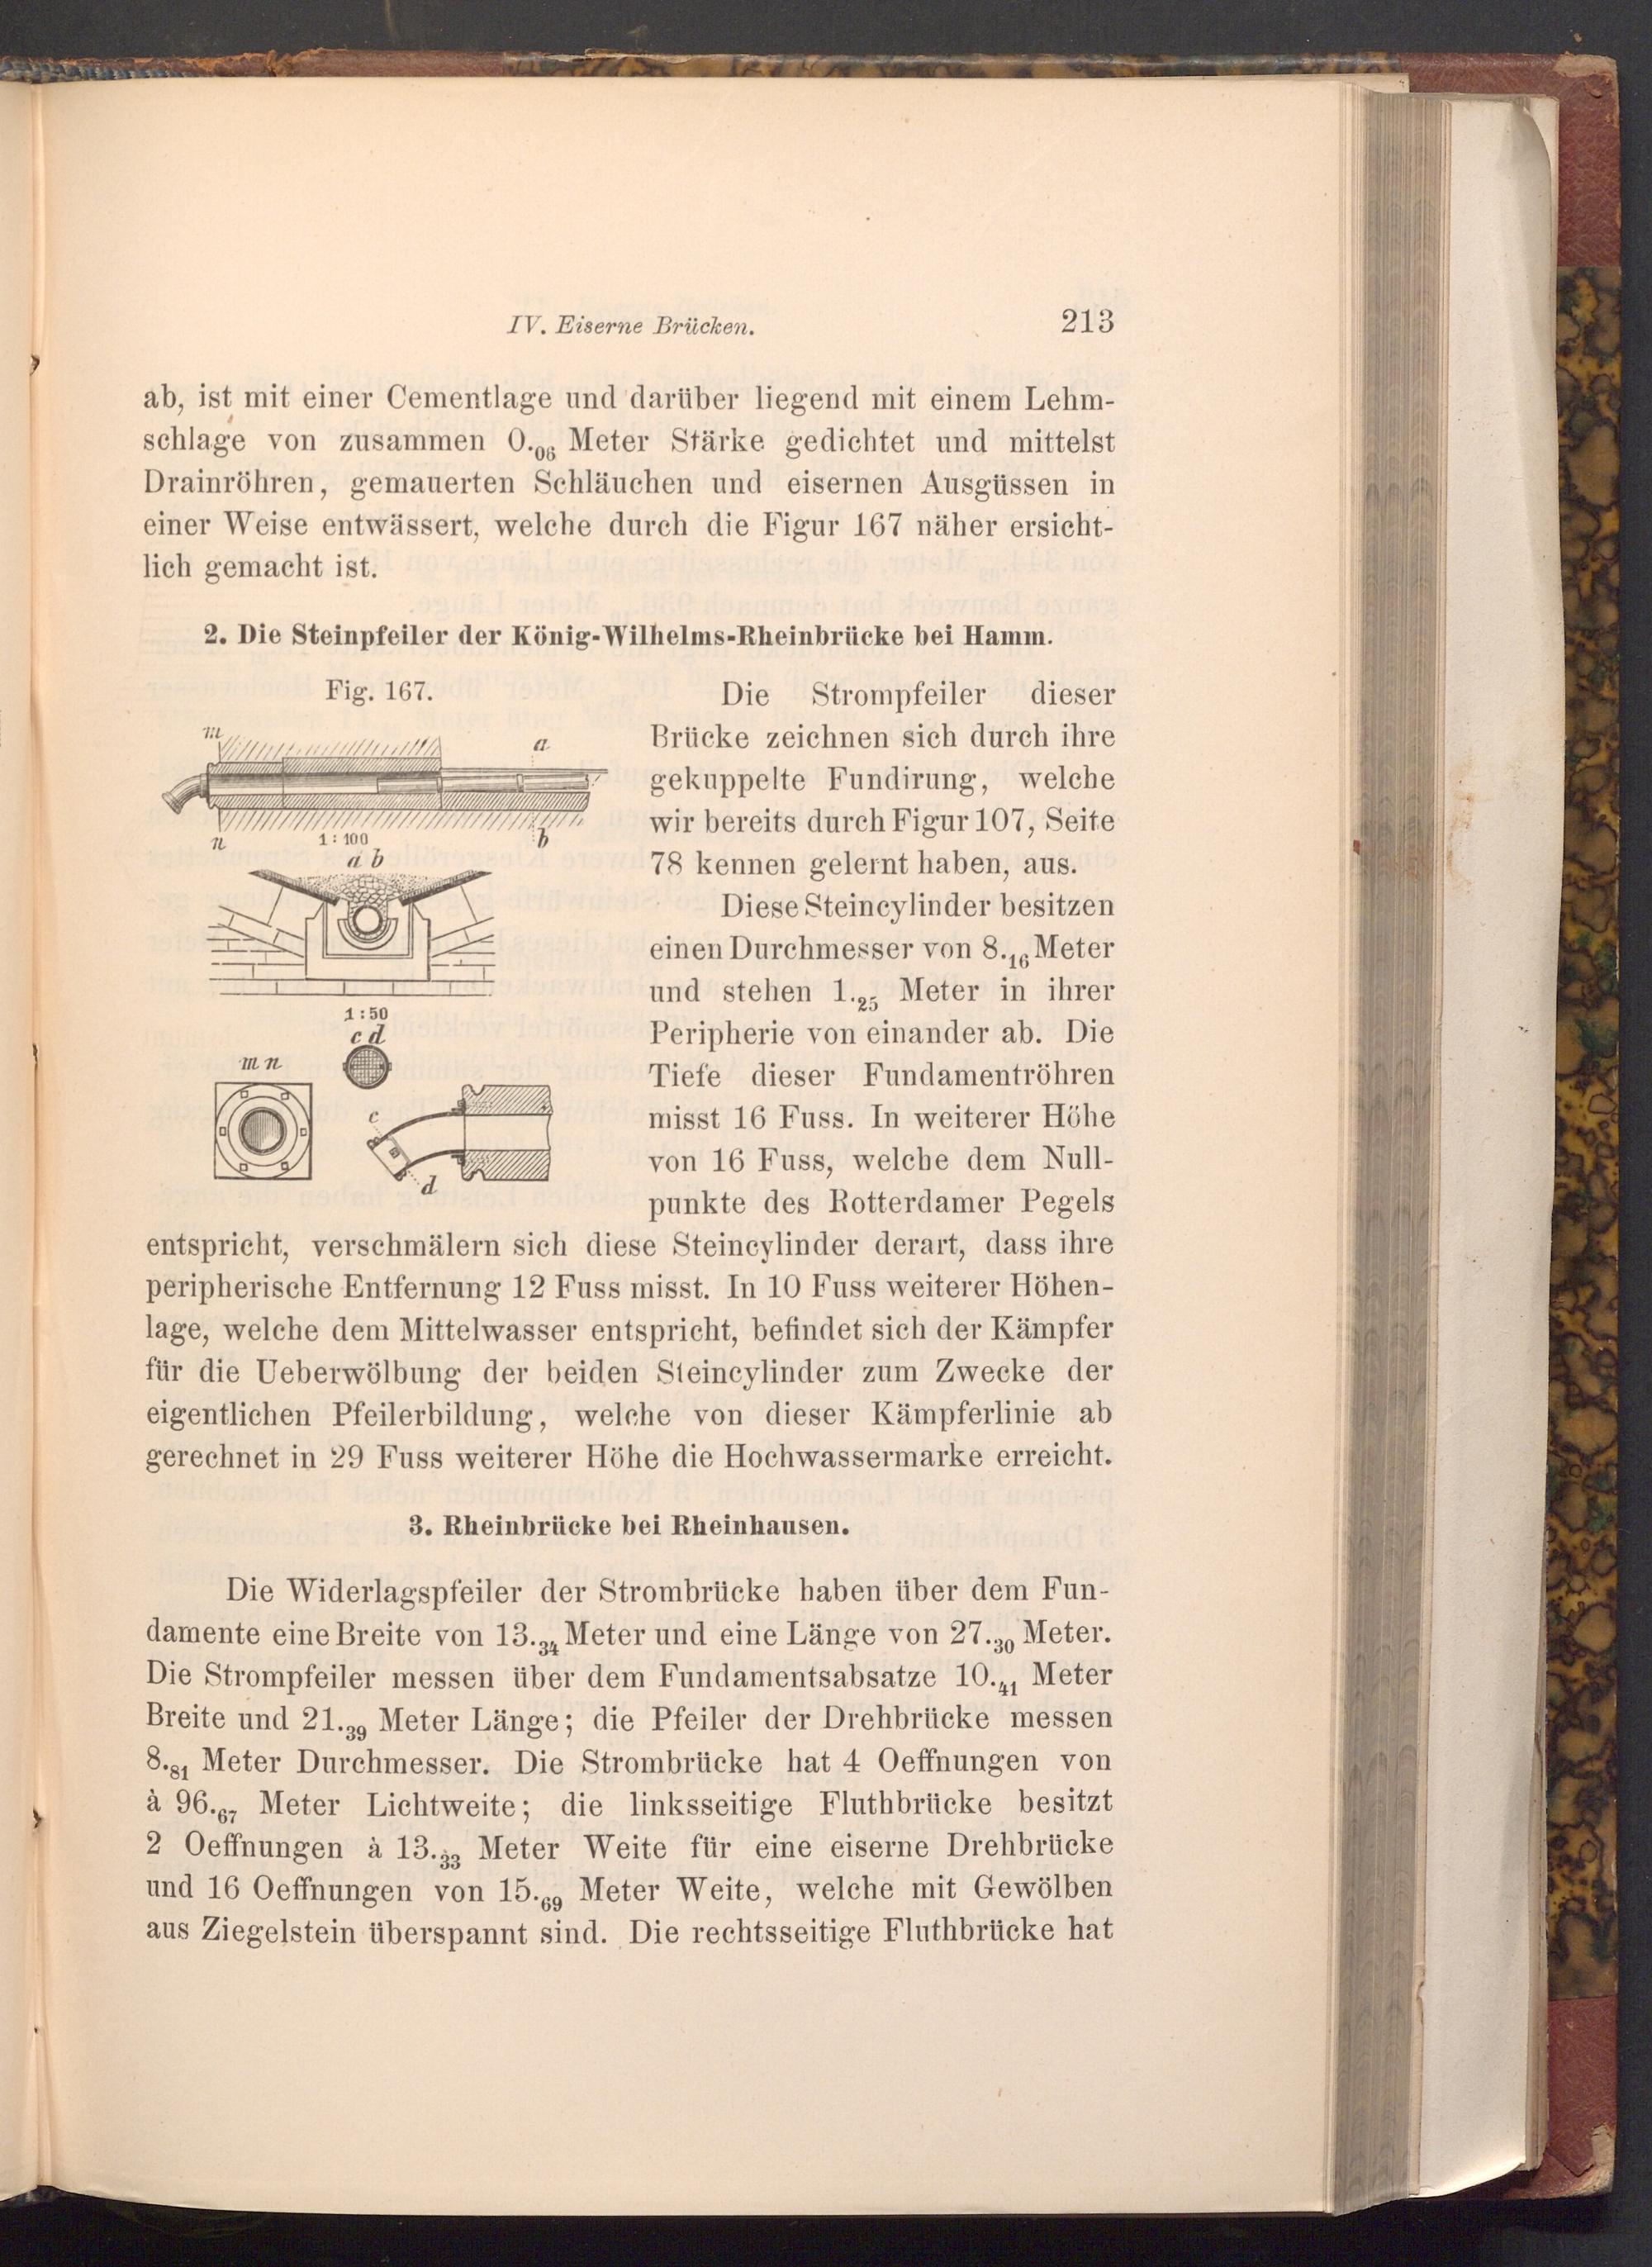 IV. Eiserne Brücken. 213
ab, ist mit einer Cementlage und darüber liegend mit einem Lehm-
schlage von zusammen 0.06 Meter Stärke gedichtet und mittelst
Drainröhren, gemauerten Schläuchen und eisernen Ausgüssen in
einer Weise entwässert, welche durch die Figur 167 näher ersicht-
lich gemacht ist.
2. Die Steinpfeiler der König-Wilhelms-Rheinbrücke bei Hamm.
Fig. 167.
m
a
n
1:100
b
a b
1:50
c d
m n
c
d
Die Strompfeiler dieser
Brücke zeichnen sich durch ihre
gekuppelte Fundirung, welche
wir bereits durch Figur 107, Seite
78 kennen gelernt haben, aus.
Diese Steincylinder besitzen
einen Durchmesser von 8.16 Meter
und stehen 1.25 Meter in ihrer
Peripherie von einander ab. Die
Tiefe dieser Fundamentröhren
misst 16 Fuss. In weiterer Höhe
von 16 Fuss, welche dem Null-
punkte des Rotterdamer Pegels
entspricht, verschmälern sich diese Steincylinder derart, dass ihre
peripherische Entfernung 12 Fuss misst. In 10 Fuss weiterer Höhen-
lage, welche dem Mittelwasser entspricht, befindet sich der Kämpfer
für die Ueberwölbung der beiden Steincylinder zum Zwecke der
eigentlichen Pfeilerbildung, welche von dieser Kämpferlinie ab
gerechnet in 29 Fuss weiterer Höhe die Hochwassermarke erreicht.
3. Rheinbrücke bei Rheinhausen.
Die Widerlagspfeiler der Strombrücke haben über dem Fun-
damente eine Breite von 13.34 Meter und eine Länge von 27.30 Meter.
Die Strompfeiler messen über dem Fundamentsabsatze 10.41 Meter
Breite und 21.39 Meter Länge; die Pfeiler der Drehbrücke messen
8.81 Meter Durchmesser. Die Strombrücke hat 4 Oeffnungen von
à 96.67 Meter Lichtweite; die linksseitige Fluthbrücke besitzt
2 Oeffnungen à 13.33 Meter Weite für eine eiserne Drehbrücke
und 16 Oeffnungen von 15.69 Meter Weite, welche mit Gewölben
aus Ziegelstein überspannt sind. Die rechtsseitige Fluthbrücke hat